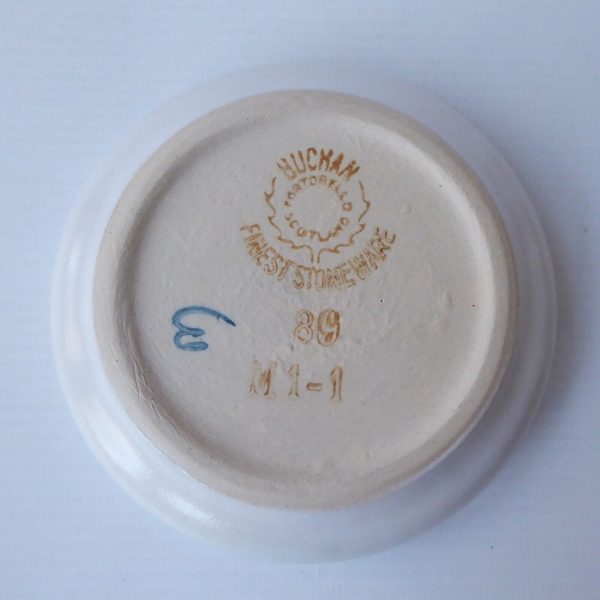 BUCHAN
PORTOBELLO
SCOTLAND
FINEST STONEWARE
89
M1-1